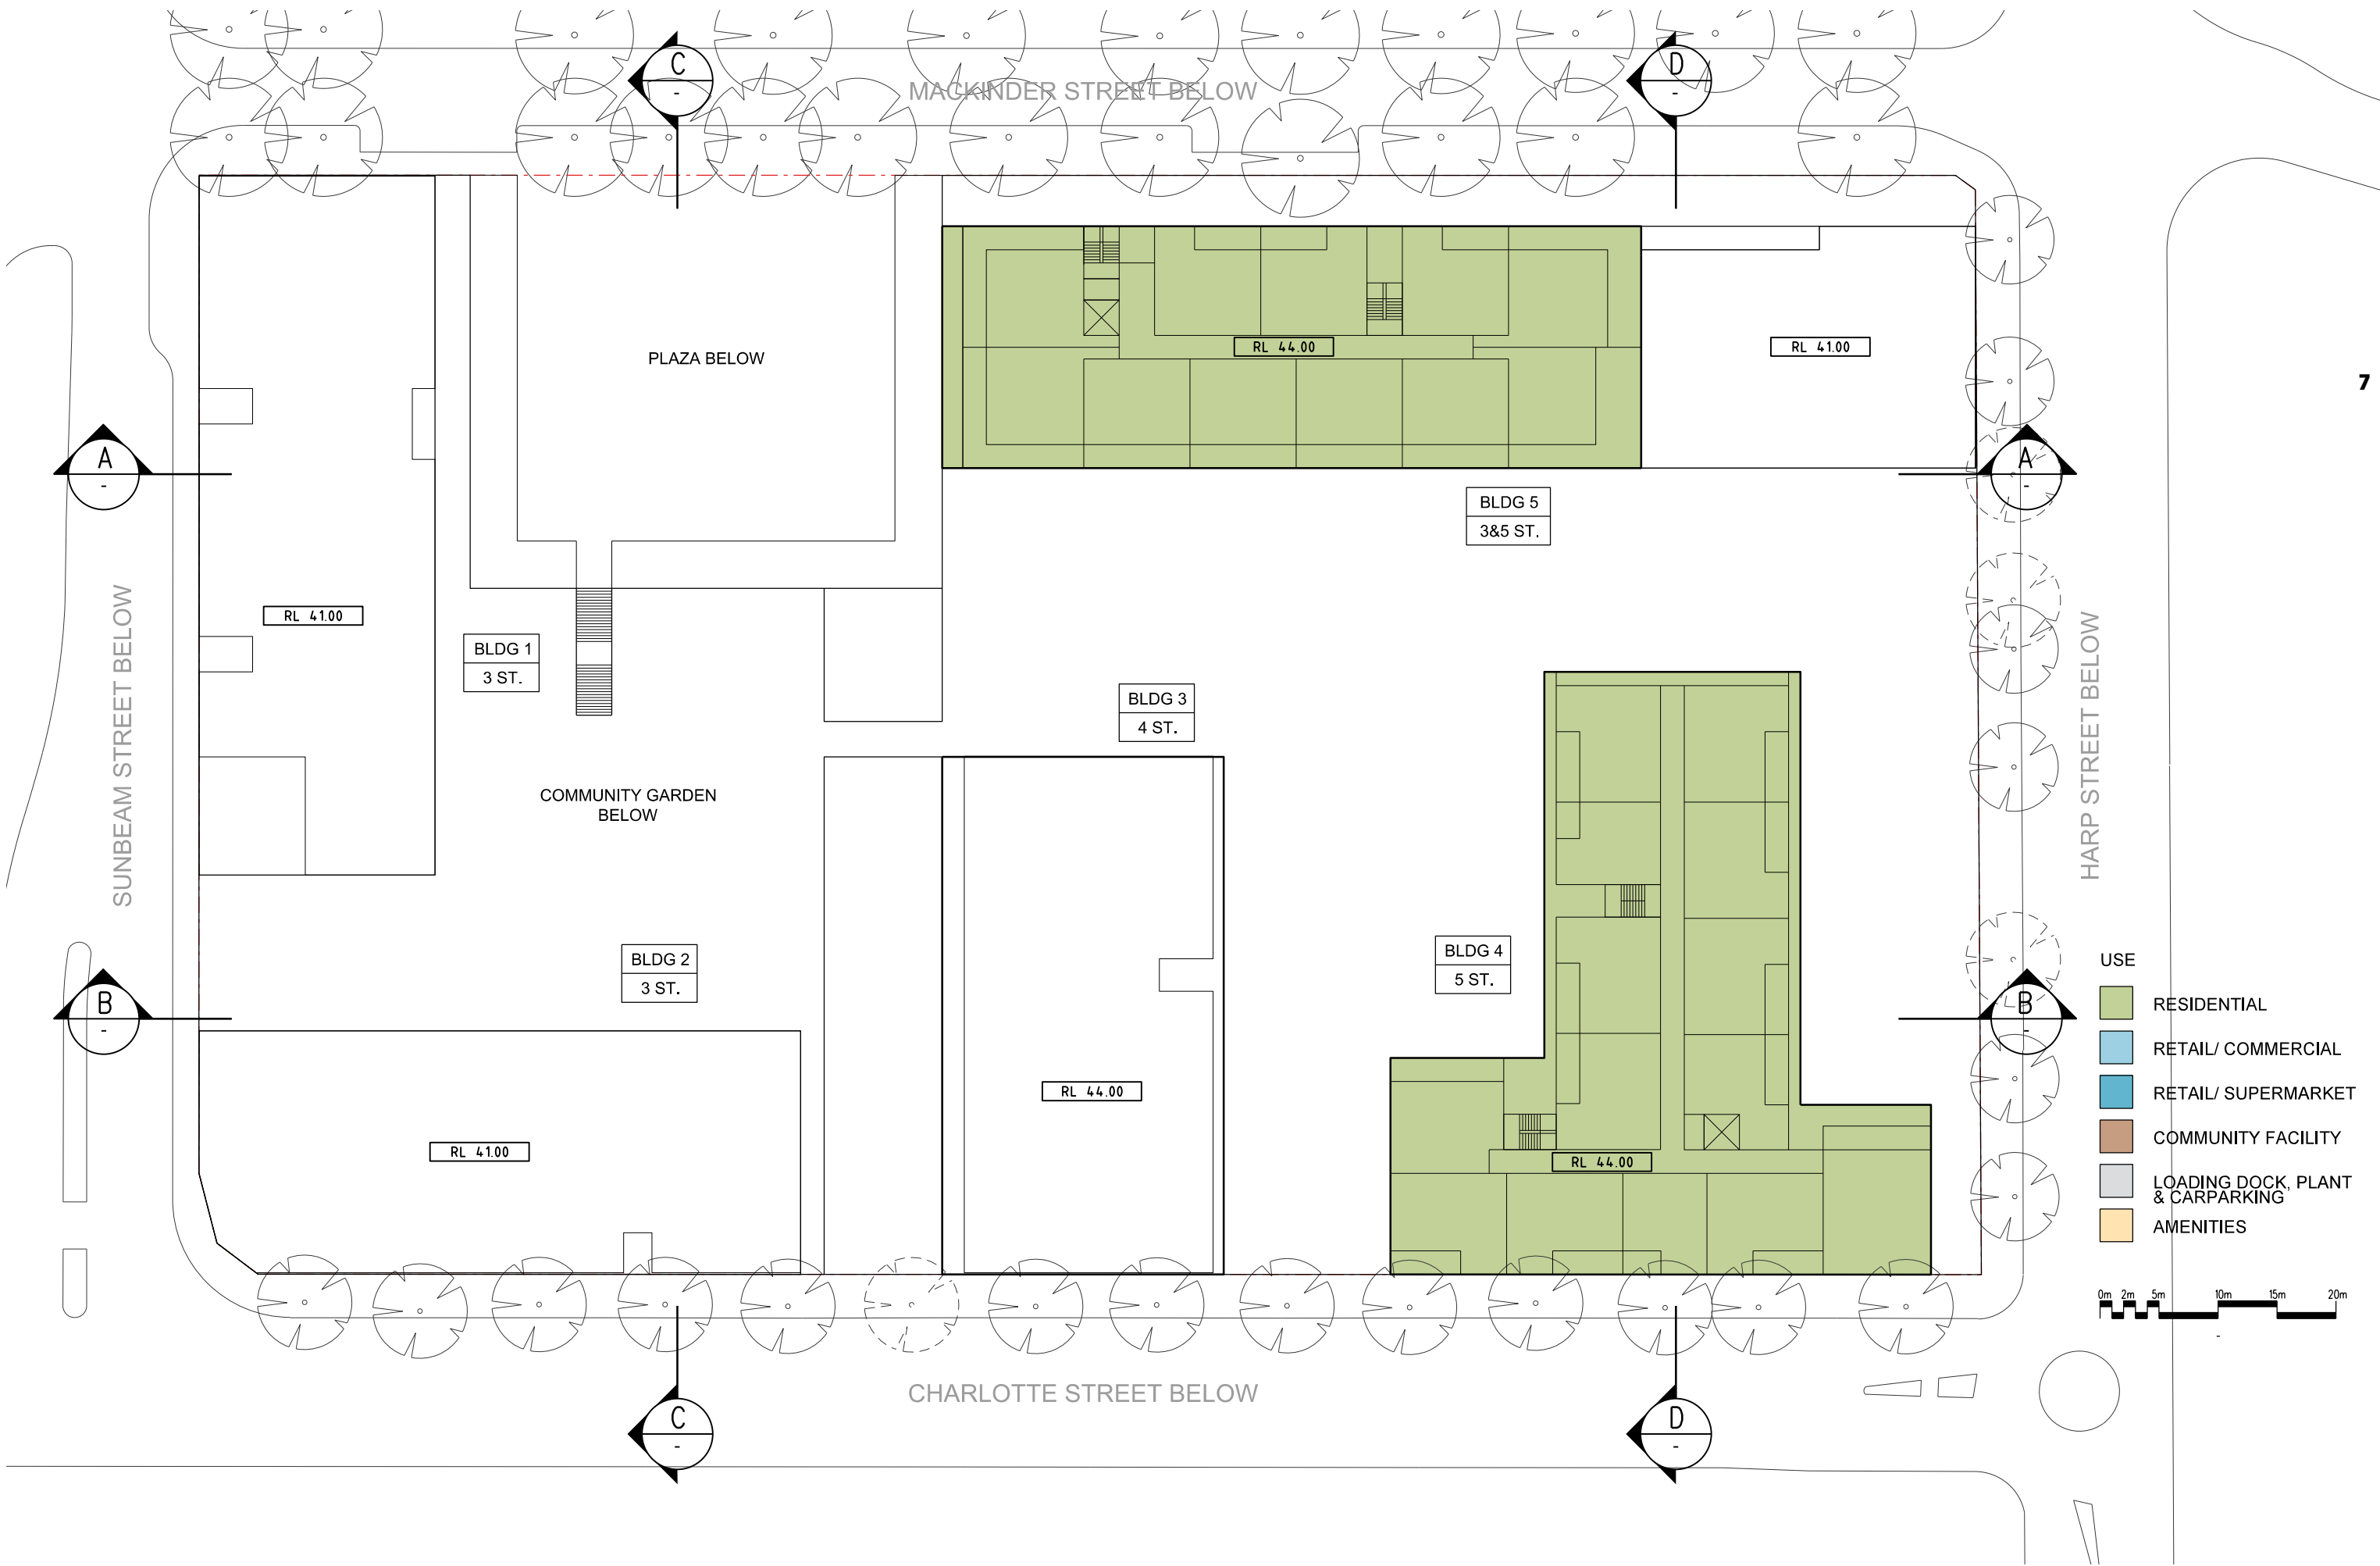 C
-
D
-
MACKINDER STREET BELOW
PLAZA BELOW
RL 44.00
RL 41.00
7
A
-
A
-
BLDG 5
3&5 ST.
SUNBEAM STREET BELOW
RL 41.00
BLDG 1
3 ST.
BLDG 3
4 ST.
HARP STREET BELOW
COMMUNITY GARDEN
BELOW
BLDG 2
3 ST.
BLDG 4
5 ST.
B
-
B
-
RL 44.00
RL 41.00
RL 44.00
USE
RESIDENTIAL
RETAIL/ COMMERCIAL
RETAIL/ SUPERMARKET
COMMUNITY FACILITY
LOADING DOCK, PLANT
& CARPARKING
AMENITIES
0m 2m 5m 10m 15m 20m
-
CHARLOTTE STREET BELOW
C
-
D
-